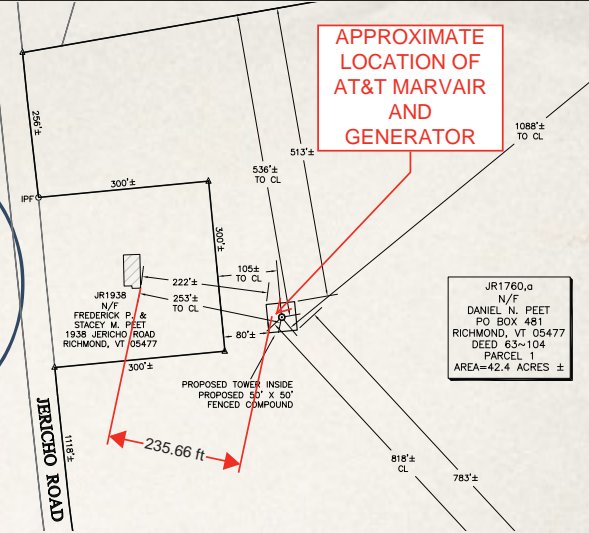 APPROXIMATE
LOCATION OF
AT&T MARVAIR
AND
GENERATOR
256'±
536'±
TO CL
513'±
1088'±
TO CL
IPF
300'±
300'±
105±
TO CL
222'±
253'±
TO CL
80'±
JR1938
N/F
FREDERICK P. &
STACEY M. PEET
1938 JERICHO ROAD
RICHMOND, VT 05477
JR1760,a
N/F
DANIEL N. PEET
PO BOX 481
RICHMOND, VT 05477
DEED 63~104
PARCEL 1
AREA=42.4 ACRES ±
300'±
PROPOSED TOWER INSIDE
PROPOSED 50' X 50'
FENCED COMPOUND
JERICHO ROAD
1118'±
235.66 ft
818'±
CL
783'±